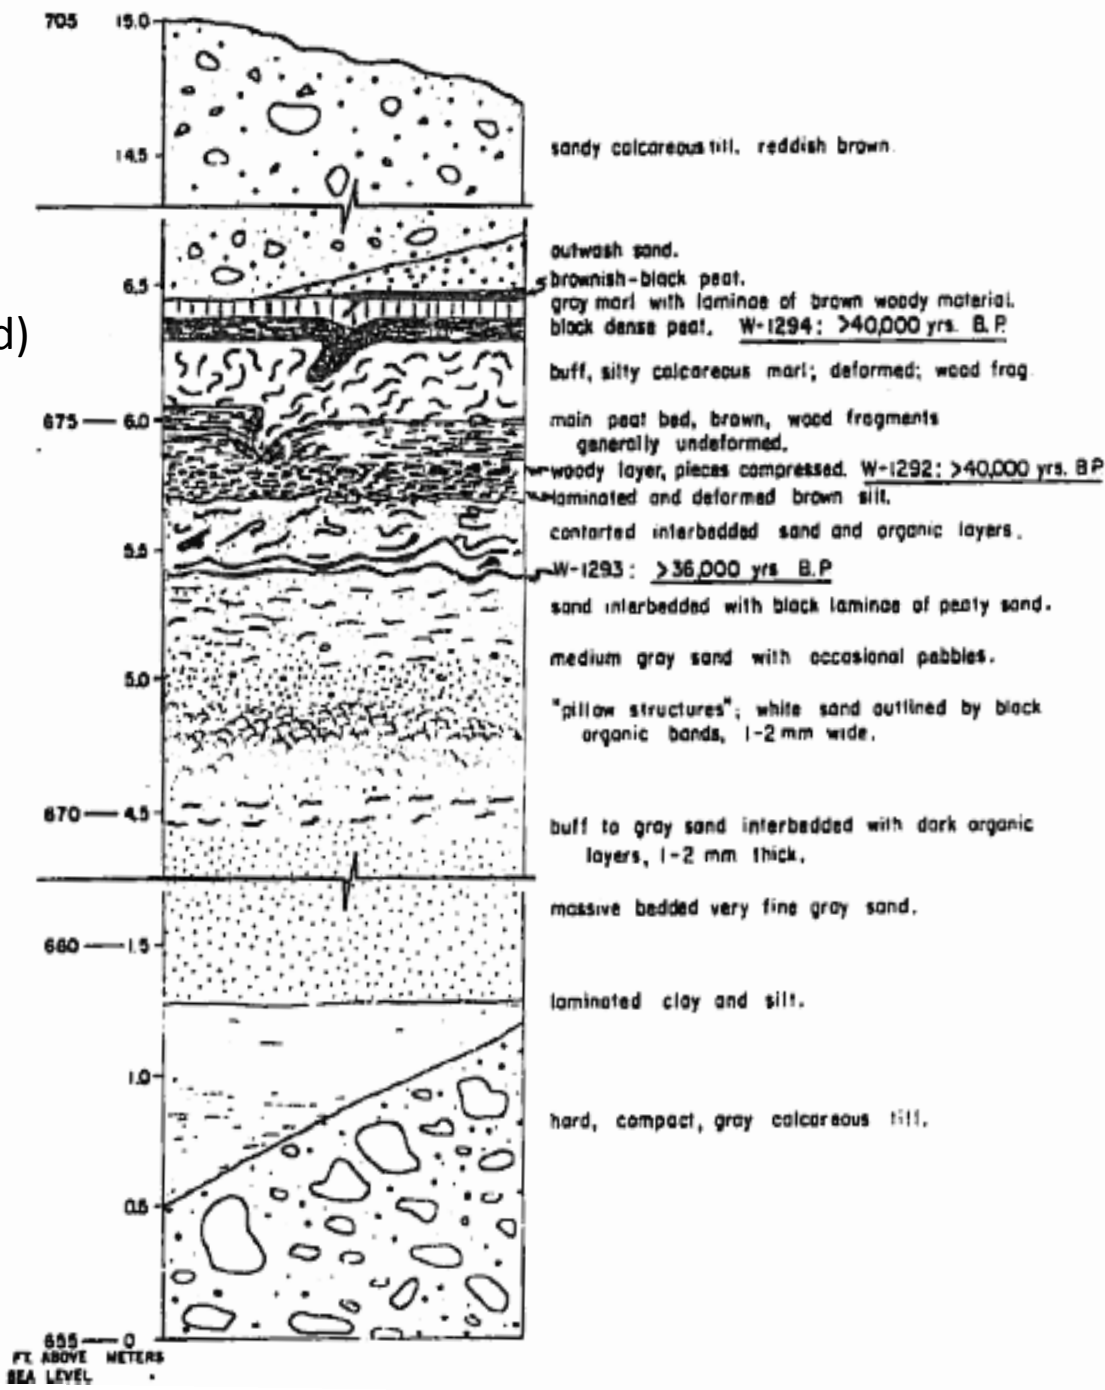 705 15.0
14.5
sandy calcareous till. reddish brown.
outwash sand.
6.5
brownish-black peat.
gray marl with laminae of brown woody material.
d)
black dense peat. W-1294: >40,000 yrs. B.P.
buff, silty calcareous marl; deformed; wood frag.
675 6.0
main peat bed, brown, wood fragments
generally undeformed.
woody layer, pieces compressed. W-1292: >40,000 yrs. BP
laminated and deformed brown silt.
contorted interbedded sand and organic layers.
5.5
W-1293: >36,000 yrs B.P
sand interbedded with black laminae of peaty sand.
medium gray sand with occasional pebbles.
5.0
"pillow structures"; white sand outlined by black
organic bands, 1-2 mm wide.
670 4.5
buff to gray sand interbedded with dark organic
layers, 1-2 mm thick.
massive bedded very fine gray sand.
660 1.5
laminated clay and silt.
1.0
hard, compact, gray calcareous till.
0.5
655 0
FT. ABOVE METERS
SEA LEVEL